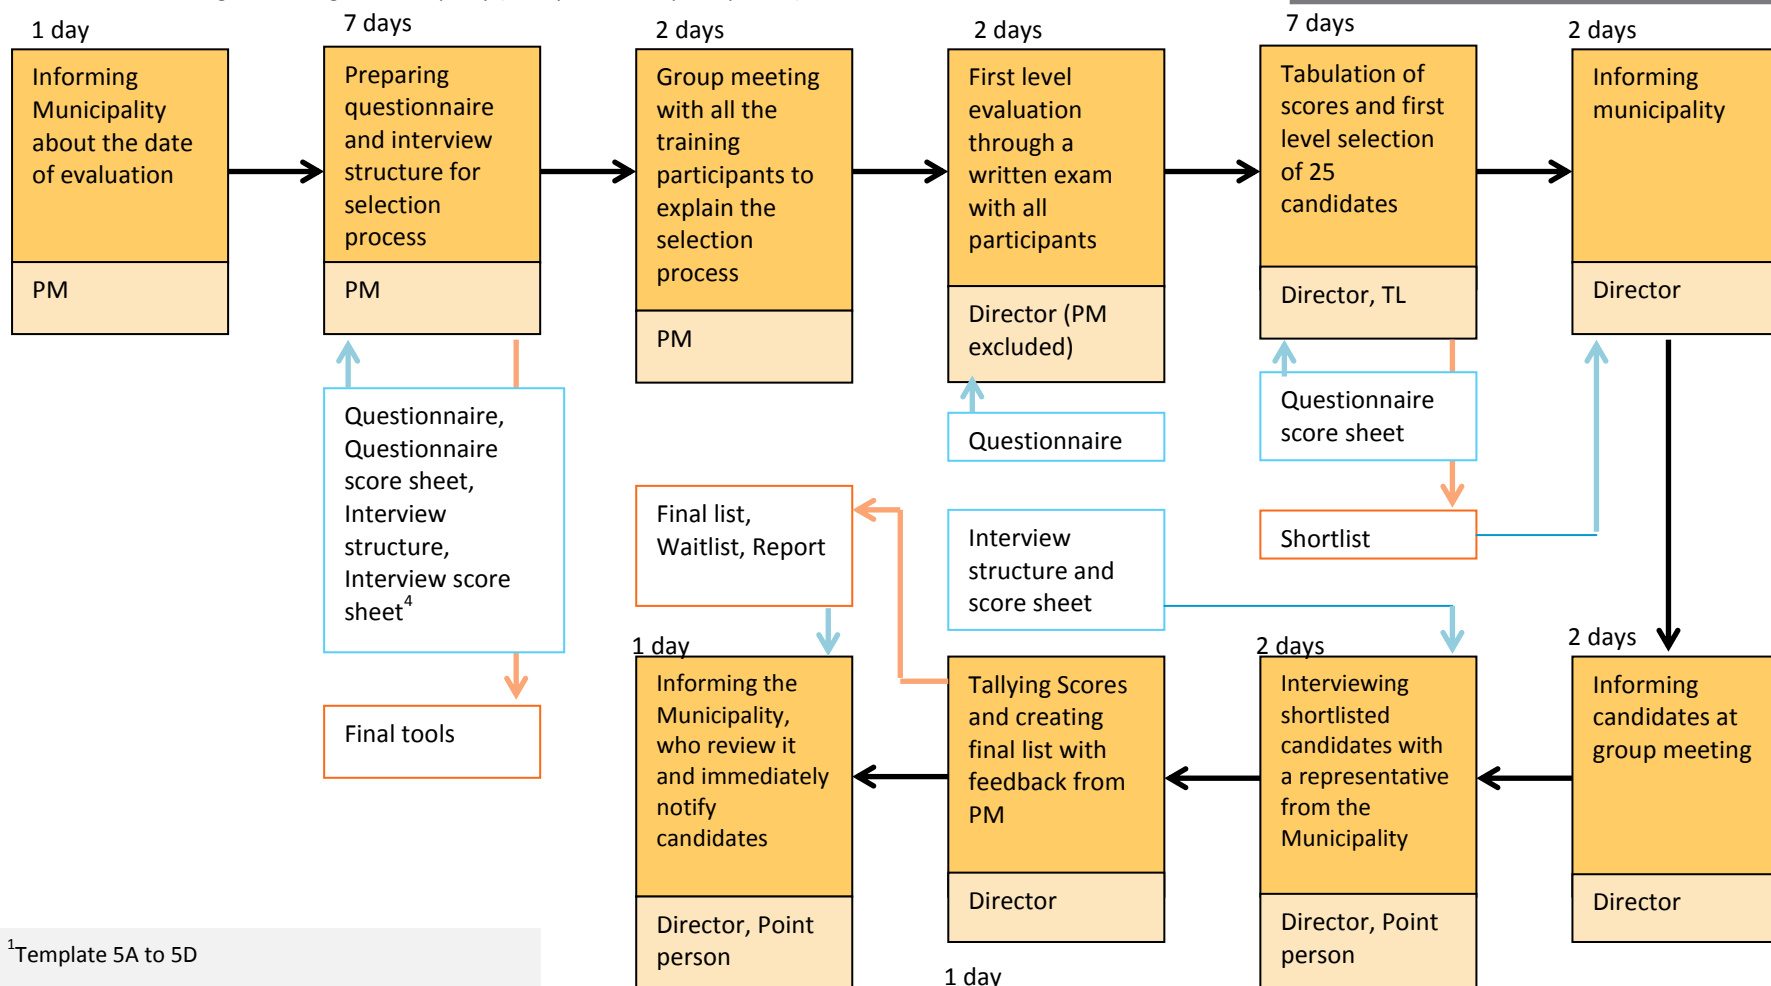 1 day
Informing
Municipality
about the date
of evaluation
PM
7 days
Preparing
questionnaire
and interview
structure for
selection
process
PM
2 days
Group meeting
with all the
training
participants to
explain the
selection
process
PM
2 days
First level
evaluation
through a
written exam
with all
participants
Director (PM
excluded)
7 days
Tabulation of
scores and first
level selection
of 25
candidates
Director, TL
2 days
Informing
municipality
Director
Questionnaire,
Questionnaire
score sheet,
Interview
structure,
Interview score
sheet4
Final tools
Questionnaire
Questionnaire
score sheet
Shortlist
Final list,
Waitlist, Report
Interview
structure and
score sheet
1 day
Informing the
Municipality,
who review it
and immediately
notify
candidates
Director, Point
person
Tallying Scores
and creating
final list with
feedback from
PM
Director
1 day
2 days
Interviewing
shortlisted
candidates with
a representative
from the
Municipality
Director, Point
person
2 days
Informing
candidates at
group meeting
Director
1Template 5A to 5D